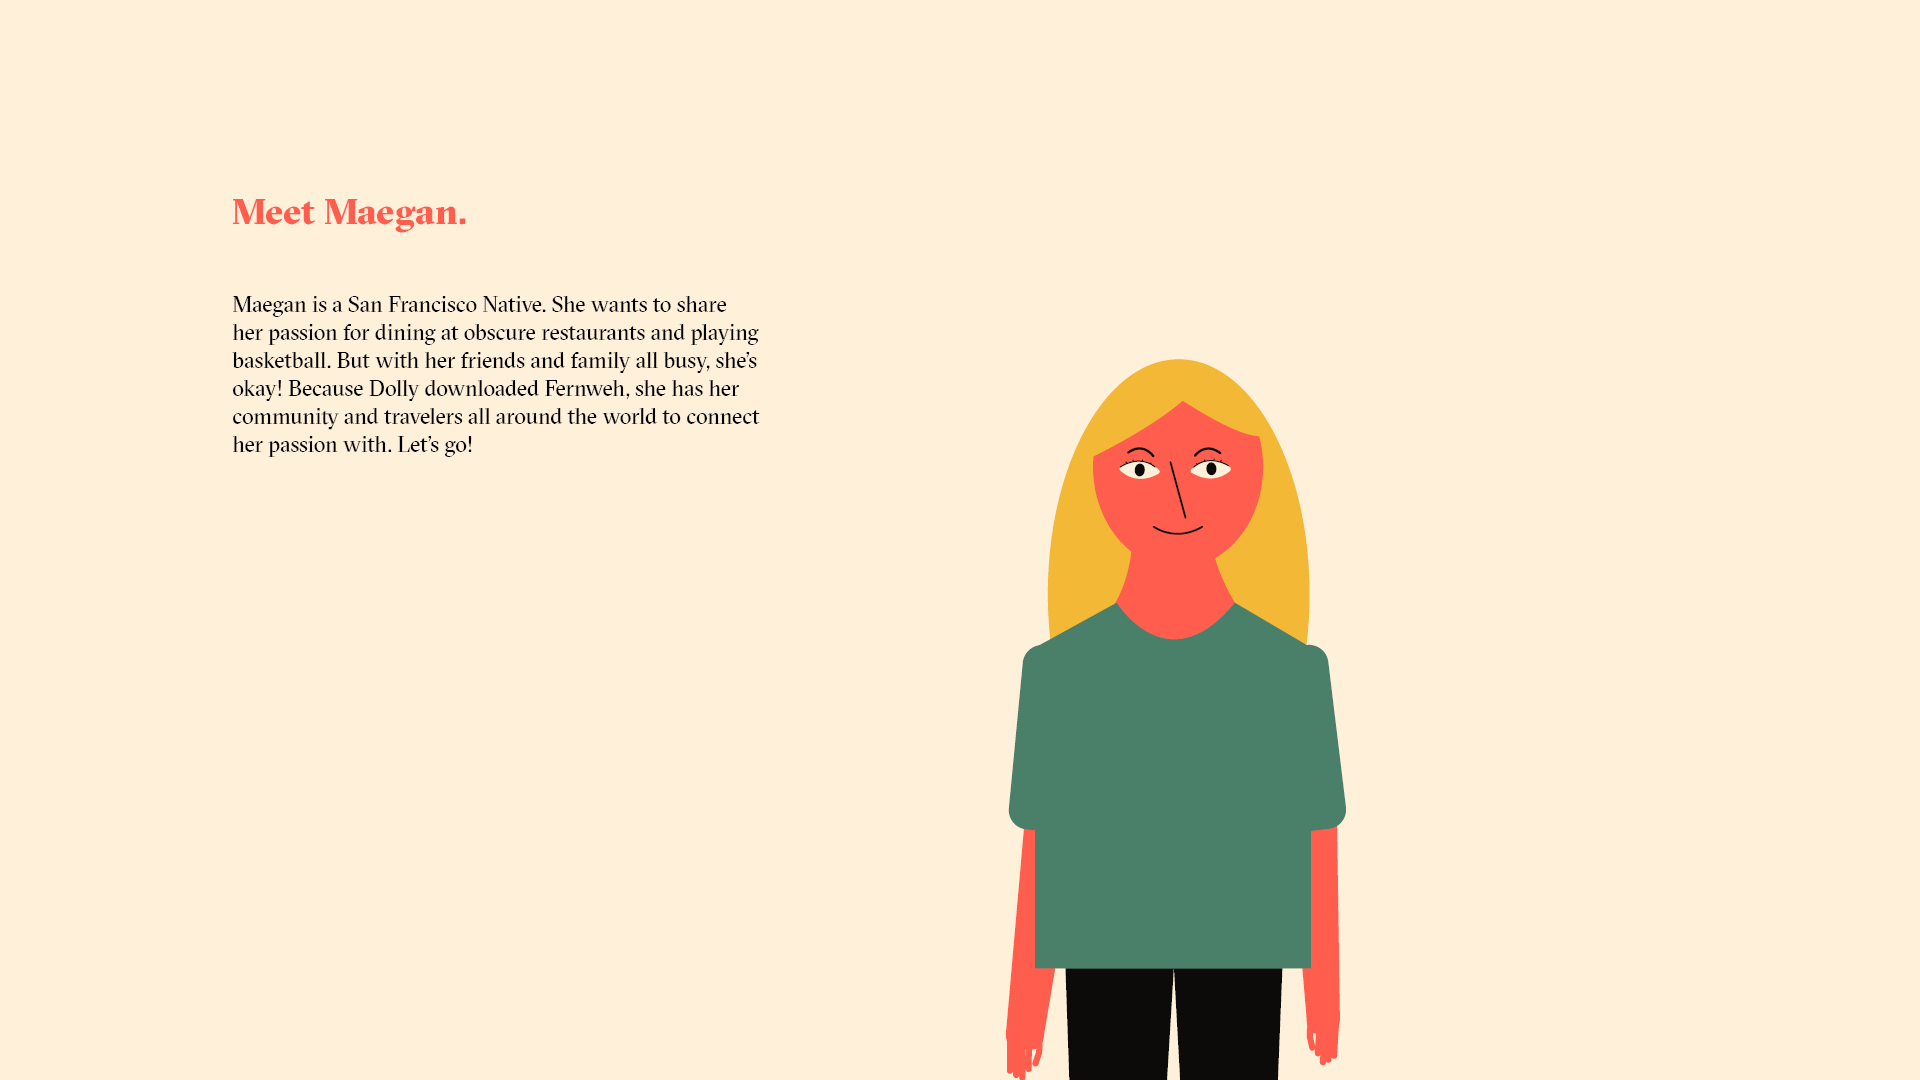 Meet Maegan.
Maegan is a San Francisco Native. She wants to share
her passion for dining at obscure restaurants and playing
basketball. But with her friends and family all busy, she’s
okay! Because Dolly downloaded Fernweh, she has her
community and travelers all around the world to connect
her passion with. Let’s go!